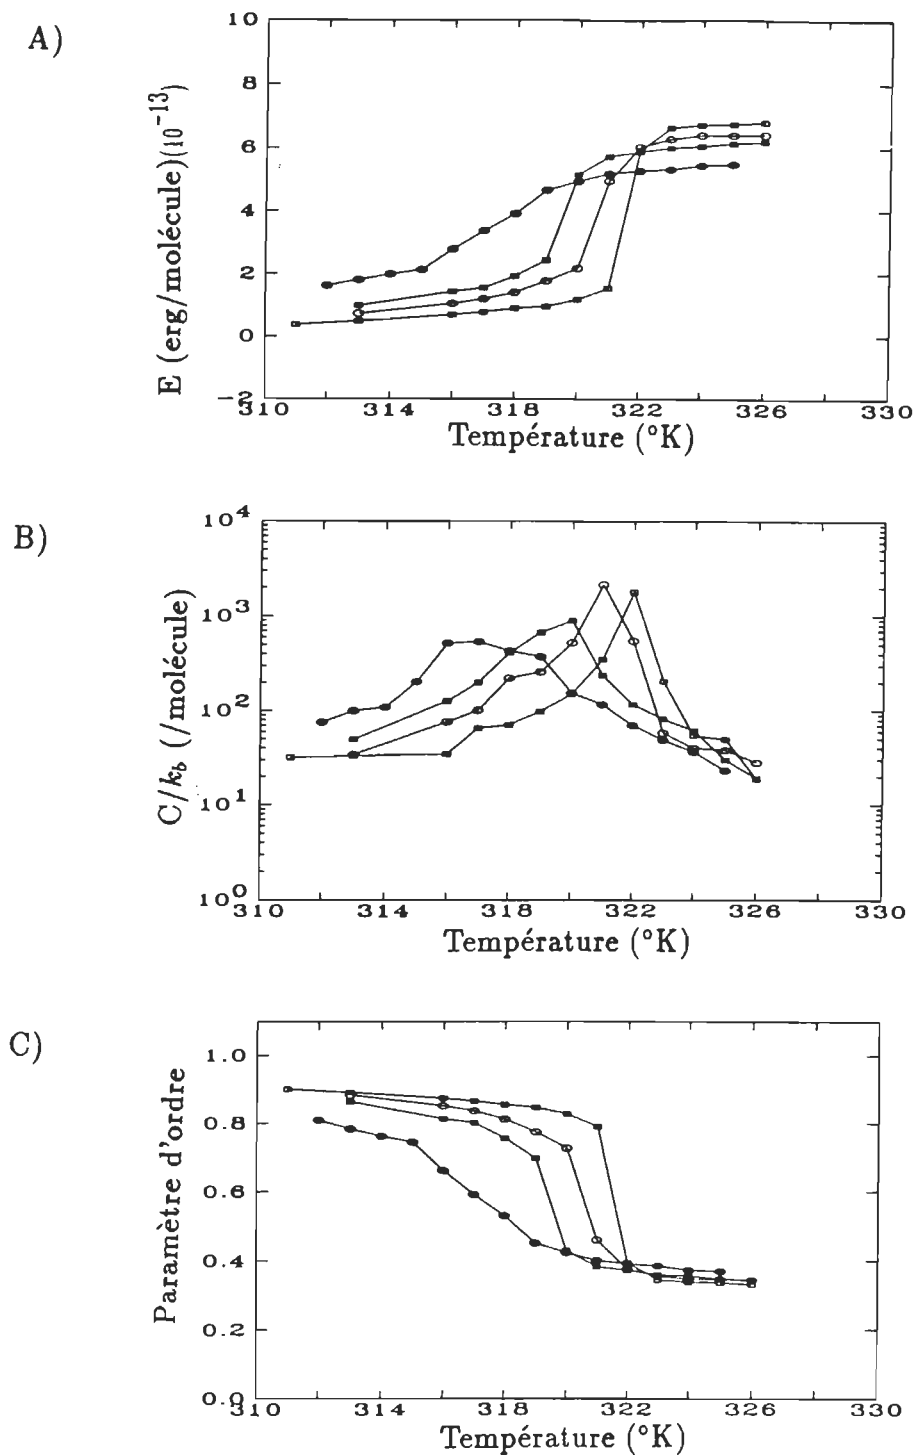 A)
10
8
6
4
2
0
-2
E (erg/molécule)(10⁻¹³)
310 314 318 322 326 330
Température (°K)
B)
10⁴
10³
10²
10¹
10⁰
C/k_b (/molécule)
310 314 318 322 326 330
Température (°K)
C)
1.0
0.8
0.6
0.4
0.2
0.0
Paramètre d'ordre
310 314 318 322 326 330
Température (°K)